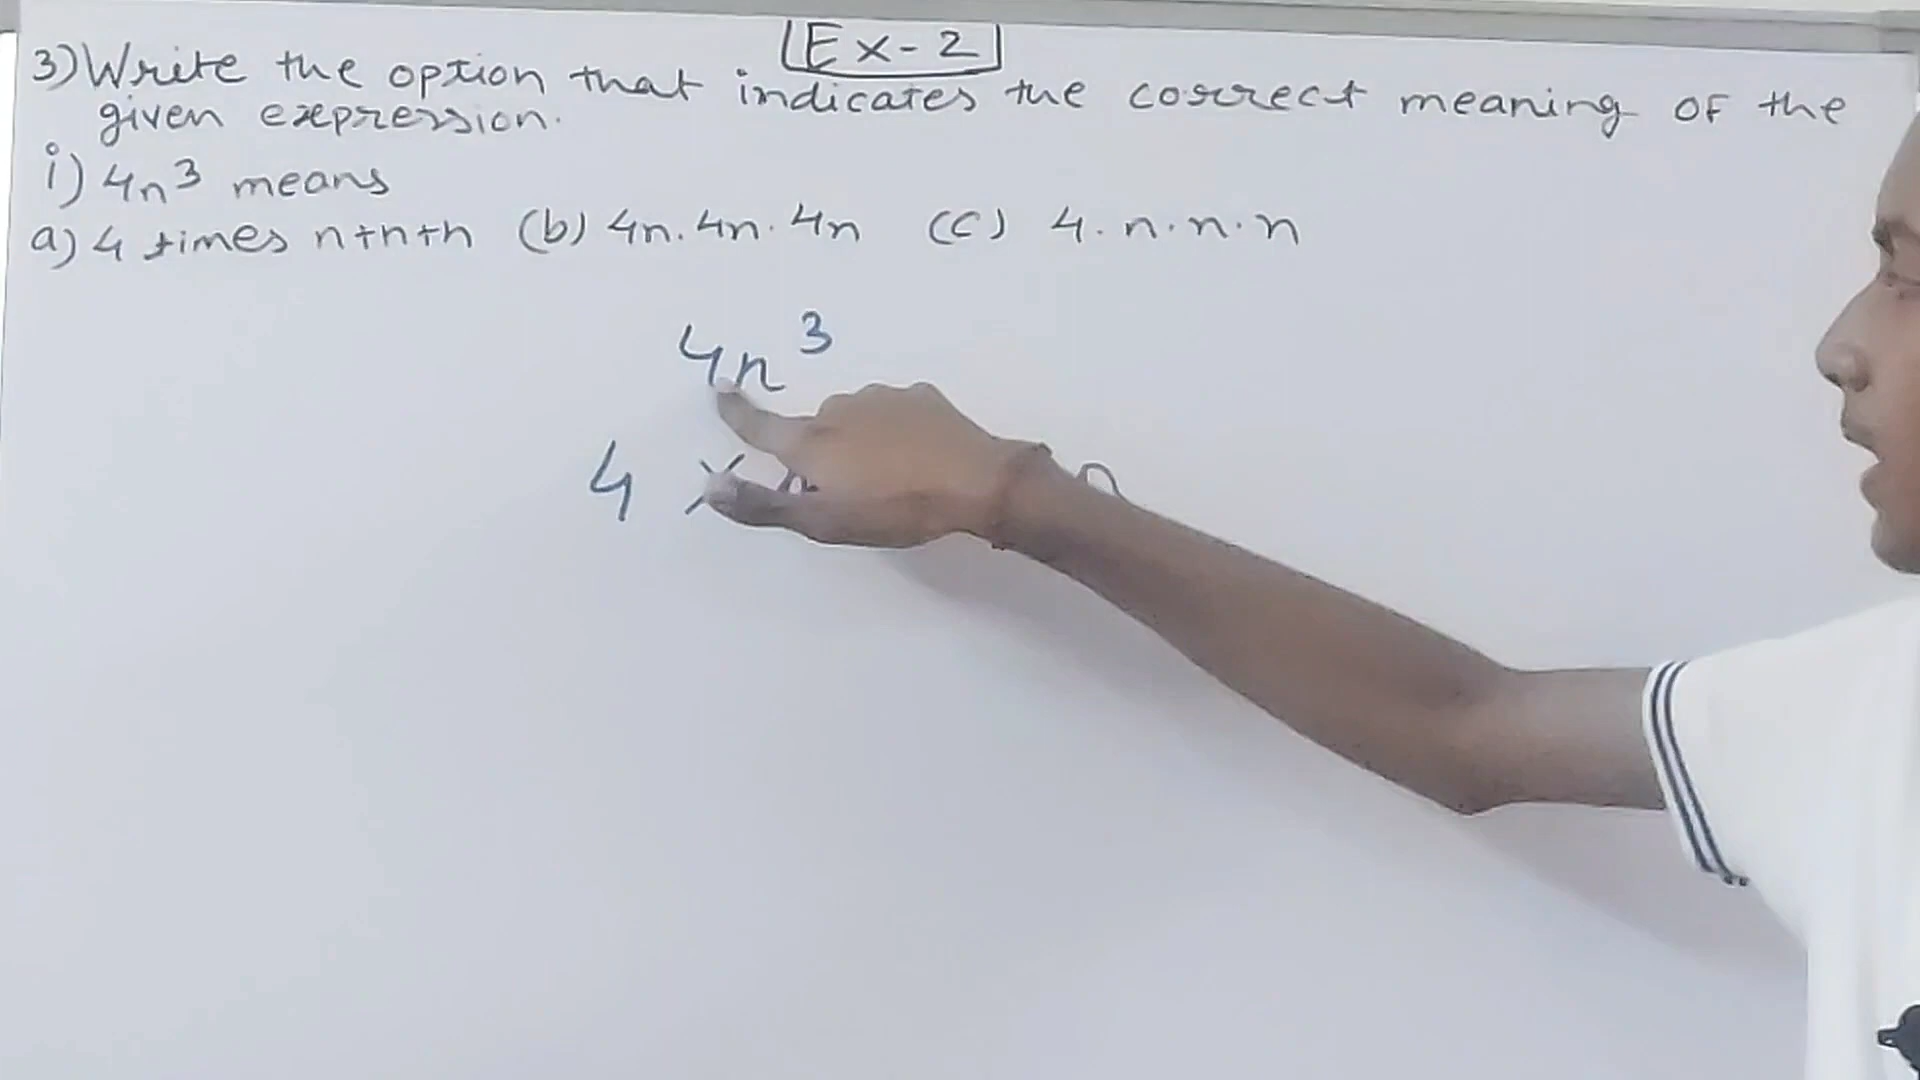 Ex-2
3) Write the option that indicates the correct meaning of the
given expression.
i) 4n³ means
a) 4 times n+n+n (b) 4n.4n.4n (c) 4.n.n.n
4n³
4 × n